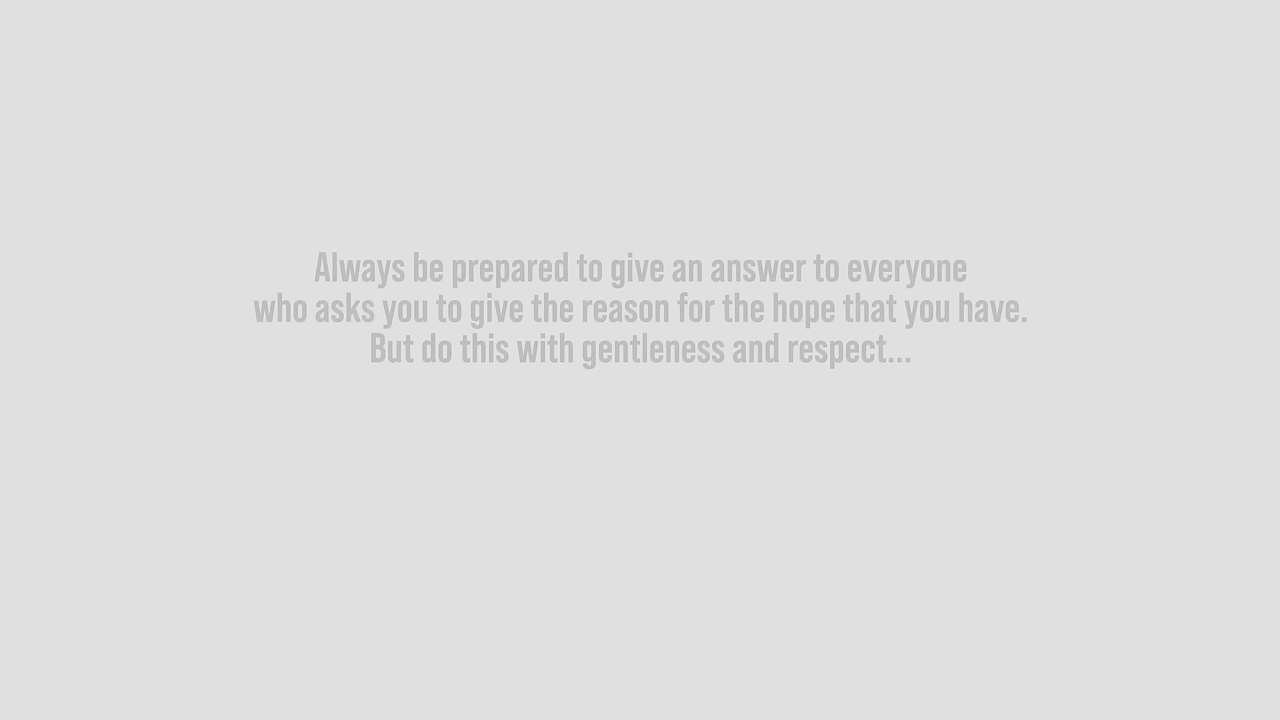 Always be prepared to give an answer to everyone
who asks you to give the reason for the hope that you have.
But do this with gentleness and respect...